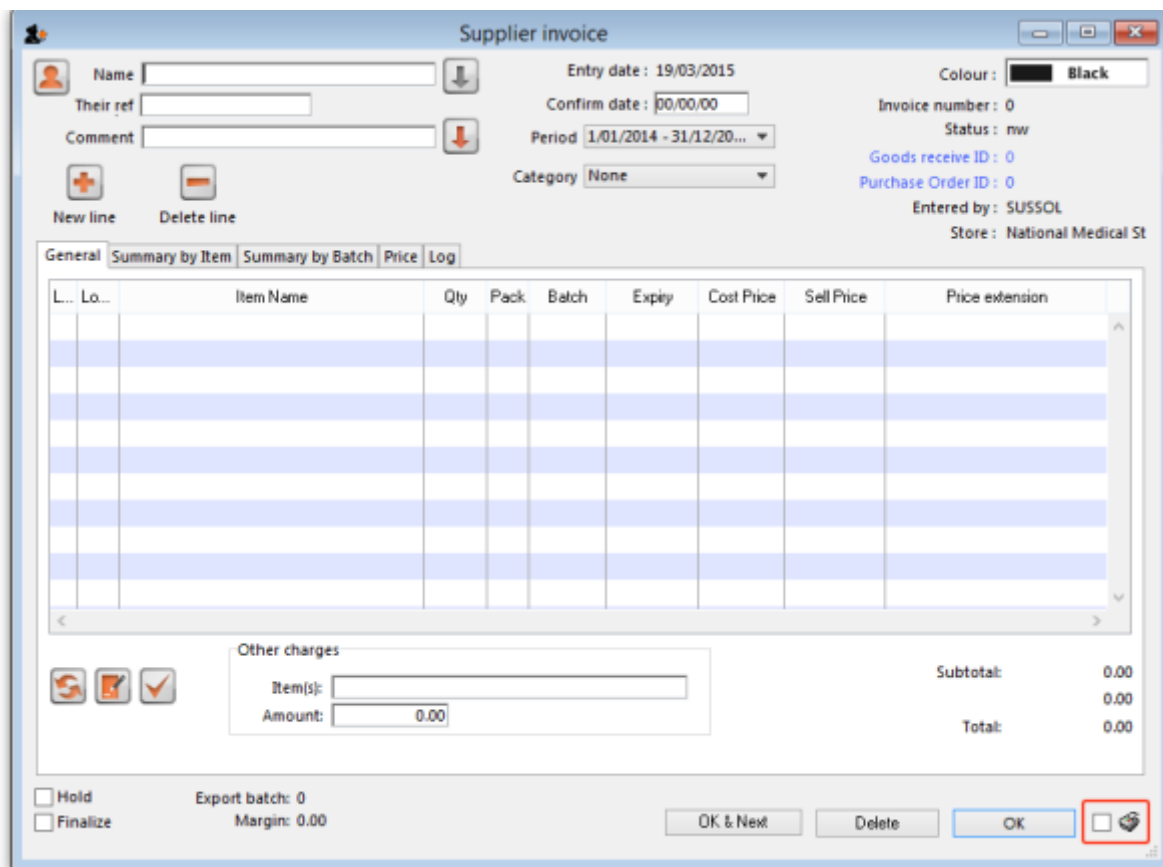 Supplier invoice
Name
Entry date : 19/03/2015
Colour : Black
Their ref
Confirm date : 00/00/00
Invoice number : 0
Comment
Period 1/01/2014 - 31/12/20...
Status : nw
Goods receive ID : 0
Category None
Purchase Order ID : 0
New line Delete line
Entered by : SUSSOL
Store : National Medical St
General Summary by Item Summary by Batch Price Log
L... Lo... Item Name Qty Pack Batch Expiry Cost Price Sell Price Price extension
Other charges
Item(s):
Amount: 0.00
Subtotal: 0.00
0.00
Total: 0.00
Hold Export batch: 0
Finalize Margin: 0.00
OK & Next Delete OK